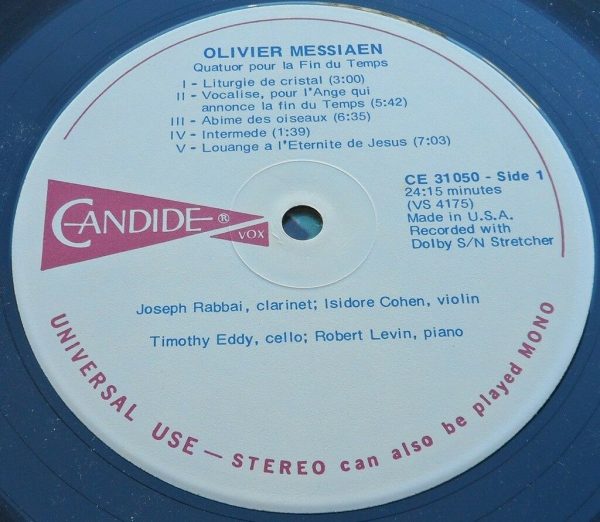 OLIVIER MESSIAEN
Quatuor pour la Fin du Temps
I - Liturgie de cristal (3:00)
II - Vocalise, pour l'Ange qui
annonce la fin du Temps (5:42)
III - Abime des oiseaux (6:35)
IV - Intermede (1:39)
V - Louange a l'Eternite de Jesus (7:03)
CANDIDE ®
VOX
CE 31050 - Side 1
24:15 minutes
(VS 4175)
Made in U.S.A.
Recorded with
Dolby S/N Stretcher
Joseph Rabbai, clarinet; Isidore Cohen, violin
Timothy Eddy, cello; Robert Levin, piano
UNIVERSAL USE — STEREO can also be played MONO